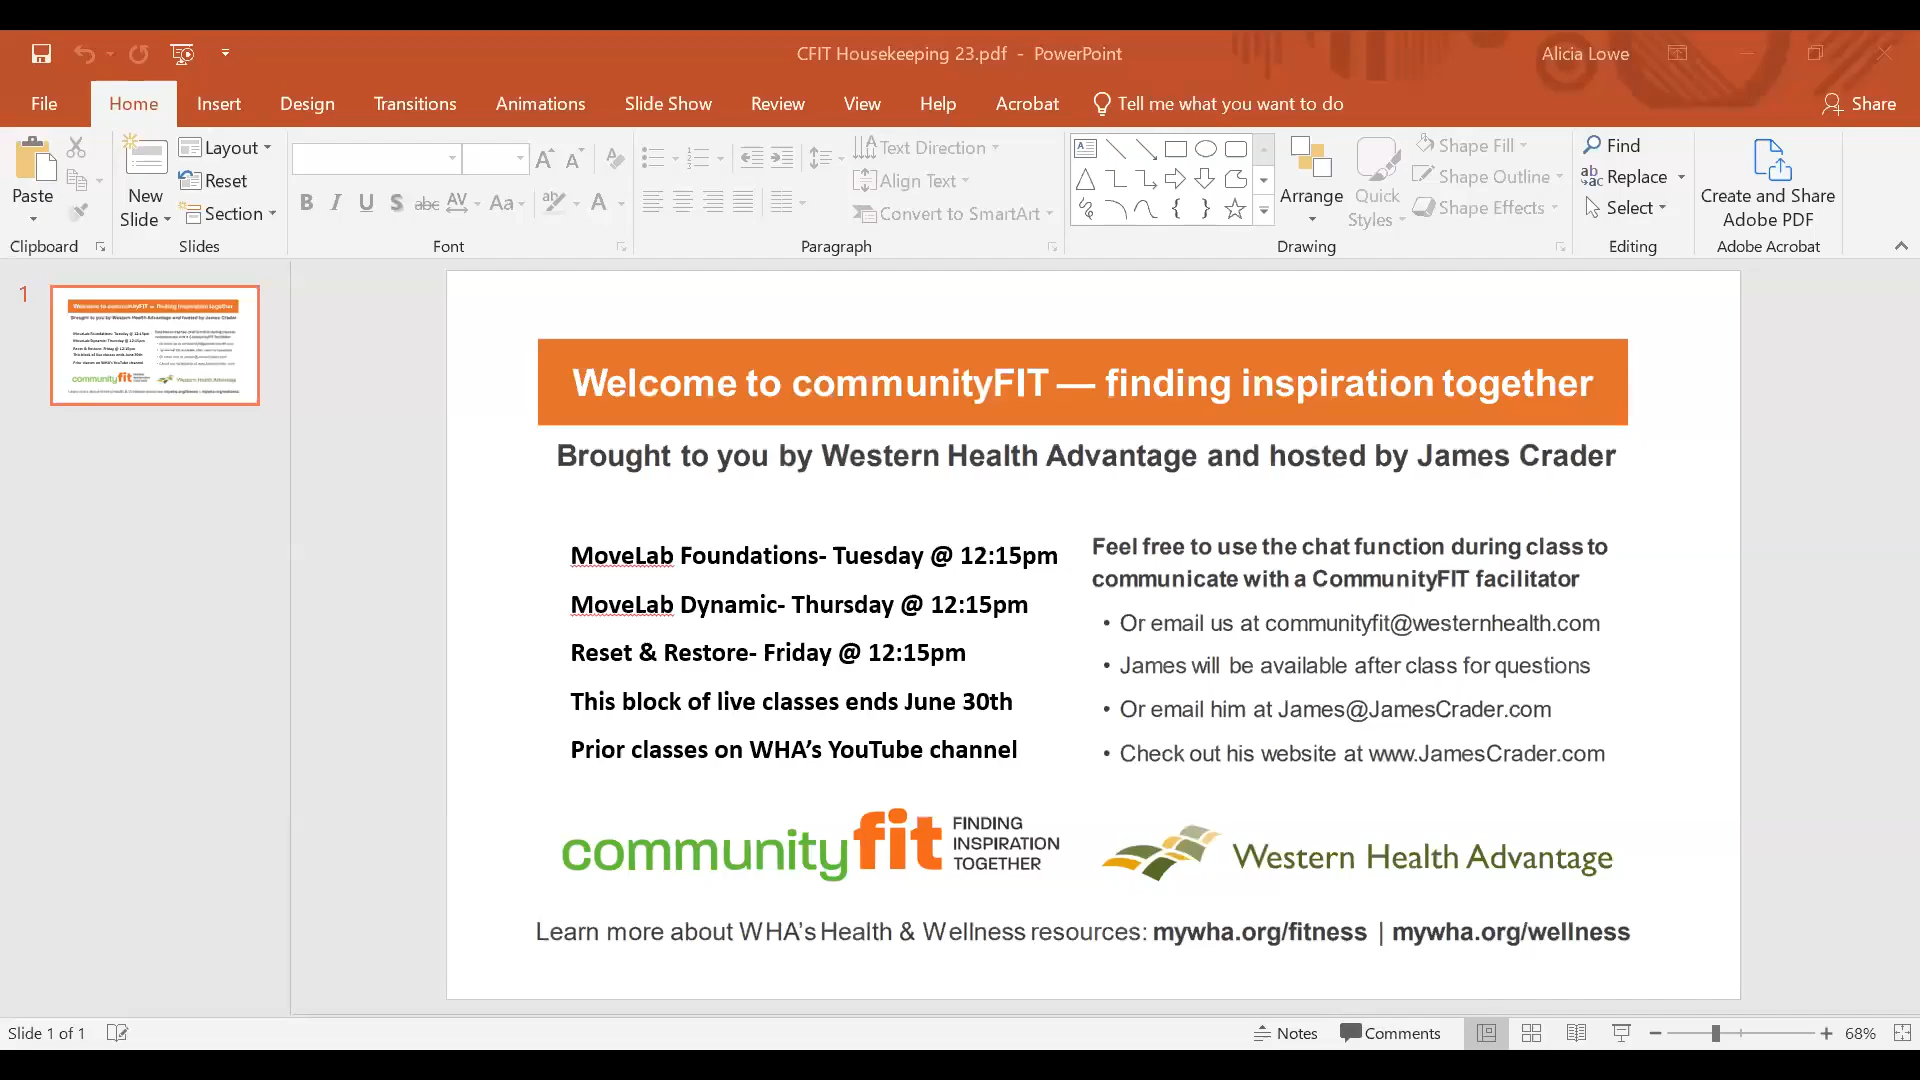 CFIT Housekeeping 23.pdf - PowerPoint
Alicia Lowe
File Home Insert Design Transitions Animations Slide Show Review View Help Acrobat Tell me what you want to do Share
Paste
New Slide
Layout
Reset
Section
Text Direction
Align Text
Convert to SmartArt
Arrange
Quick Styles
Shape Fill
Shape Outline
Shape Effects
Find
Replace
Select
Create and Share Adobe PDF
Clipboard Slides Font Paragraph Drawing Editing Adobe Acrobat
1
Welcome to communityFIT — finding inspiration together
Brought to you by Western Health Advantage and hosted by James Crader
MoveLab Foundations- Tuesday @ 12:15pm
MoveLab Dynamic- Thursday @ 12:15pm
Reset & Restore- Friday @ 12:15pm
This block of live classes ends June 30th
Prior classes on WHA's YouTube channel
Feel free to use the chat function during class to
communicate with a CommunityFIT facilitator
• Or email us at communityfit@westernhealth.com
• James will be available after class for questions
• Or email him at James@JamesCrader.com
• Check out his website at www.JamesCrader.com
communityfit
FINDING
INSPIRATION
TOGETHER
Western Health Advantage
Learn more about WHA's Health & Wellness resources: mywha.org/fitness | mywha.org/wellness
Slide 1 of 1
Notes Comments 68%